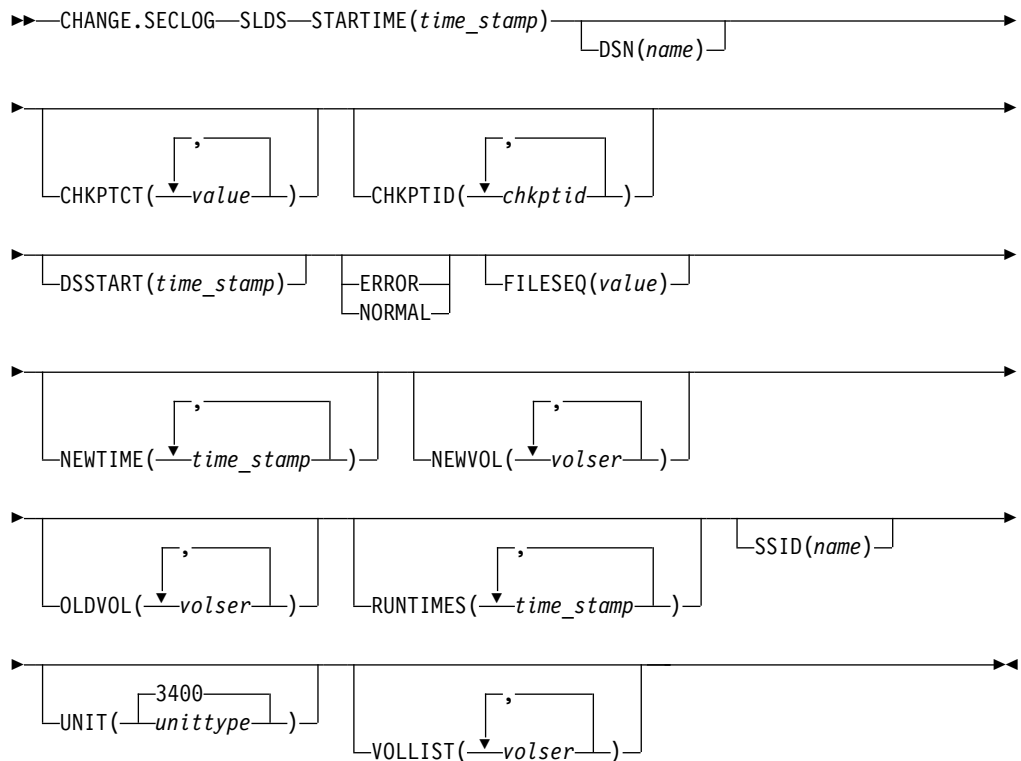 CHANGE.SECLOG SLDS STARTIME(time_stamp)
DSN(name)
,
,
CHKPTCT( value ) CHKPTID( chkptid )
DSSTART(time_stamp) ERROR FILESEQ(value)
NORMAL
,
,
NEWTIME( time_stamp ) NEWVOL( volser )
,
,
SSID(name)
OLDVOL( volser ) RUNTIMES( time_stamp )
3400
,
UNIT( unittype )
VOLLIST( volser )